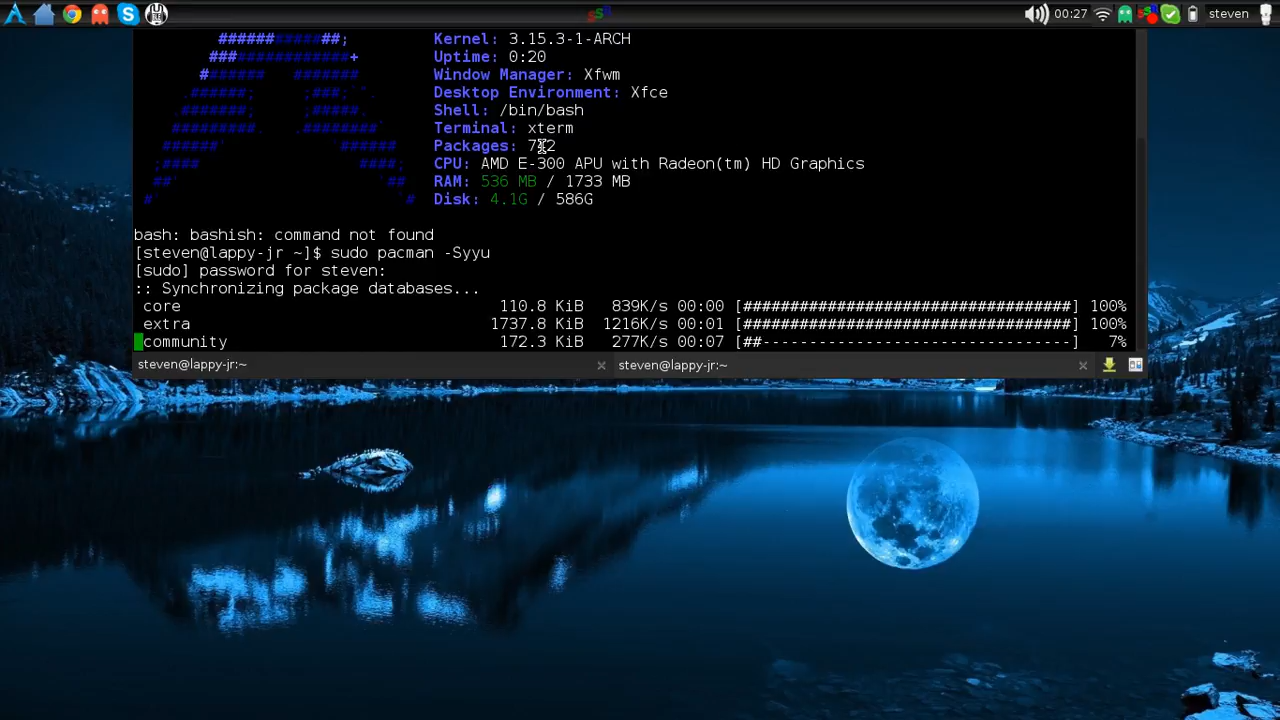 00:27 steven
###### #####  ##;
Kernel: 3.15.3-1-ARCH
### ############+
Uptime: 0:20
# ###### #######
Window Manager: Xfwm
.######; ;###;`".
Desktop Environment: Xfce
.#######; ;#####.
Shell: /bin/bash
#########. .########`
Terminal: xterm
######' ######
Packages:
;#### ####;
CPU: AMD E-300 APU with Radeon(tm) HD Graphics
##' '##
RAM: 536 MB / 1733 MB
# `#
Disk: 4.1G / 586G
bash: bashish: command not found
[steven@lappy-jr ~]$ sudo pacman -Syyu
[sudo] password for steven:
:: Synchronizing package databases...
core 110.8 KiB 839K/s 00:00 [###################################] 100%
extra 1737.8 KiB 1216K/s 00:01 [###################################] 100%
community 172.3 KiB 277K/s 00:07 [##---------------------------------] 7%
steven@lappy-jr:~ steven@lappy-jr:~